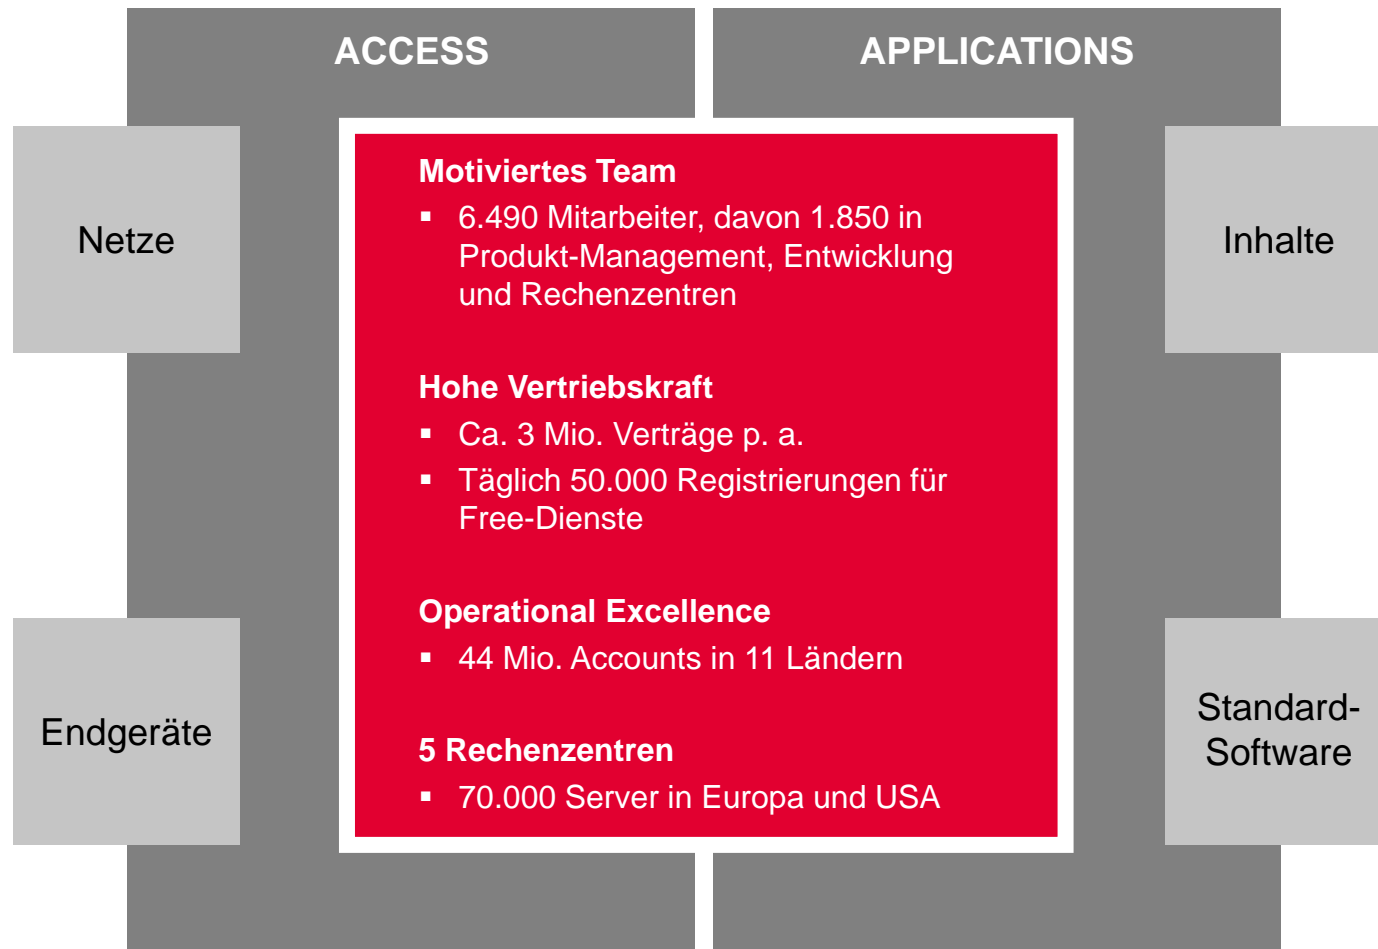 ACCESS
APPLICATIONS
Netze
Endgeräte
Motiviertes Team
▪ 6.490 Mitarbeiter, davon 1.850 in
Produkt-Management, Entwicklung
und Rechenzentren
Hohe Vertriebskraft
▪ Ca. 3 Mio. Verträge p. a.
▪ Täglich 50.000 Registrierungen für
Free-Dienste
Operational Excellence
▪ 44 Mio. Accounts in 11 Ländern
5 Rechenzentren
▪ 70.000 Server in Europa und USA
Inhalte
Standard-
Software